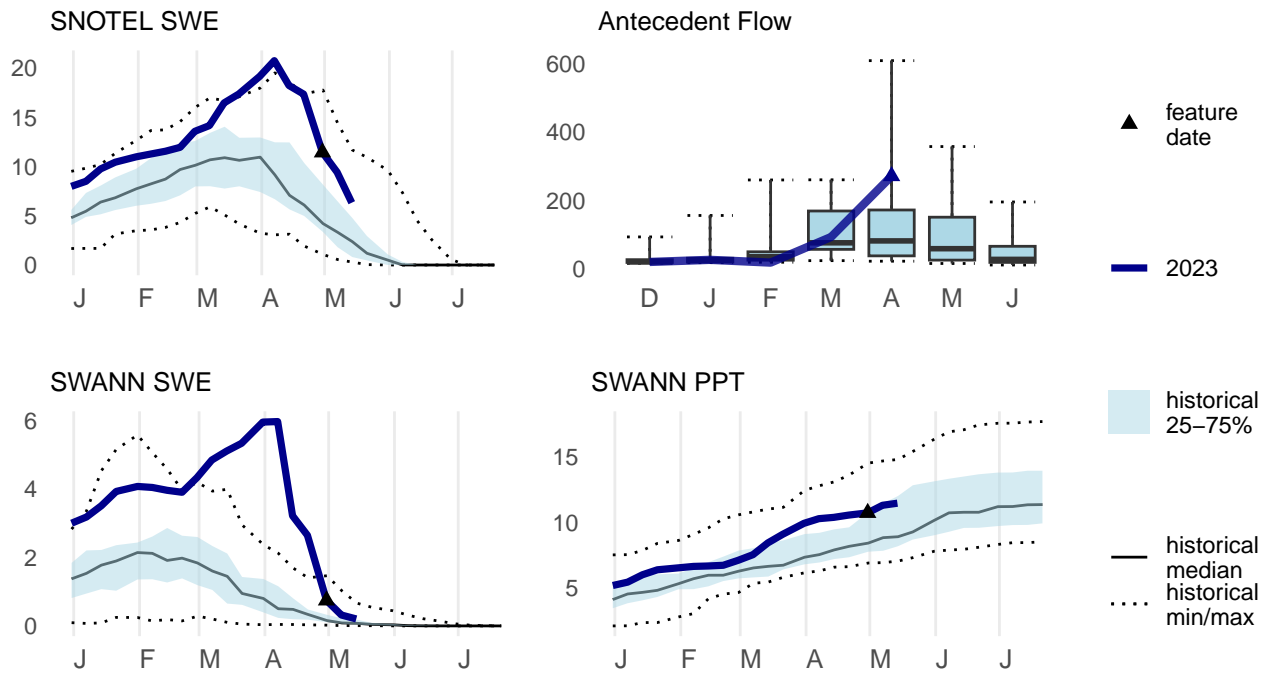 SNOTEL SWE
20
15
10
5
0
J F M A M J J
Antecedent Flow
600
400
200
0
D J F M A M J
SWANN SWE
6
4
2
0
J F M A M J J
SWANN PPT
15
10
5
J F M A M J J
feature
date
2023
historical
25−75%
historical
median
historical
min/max